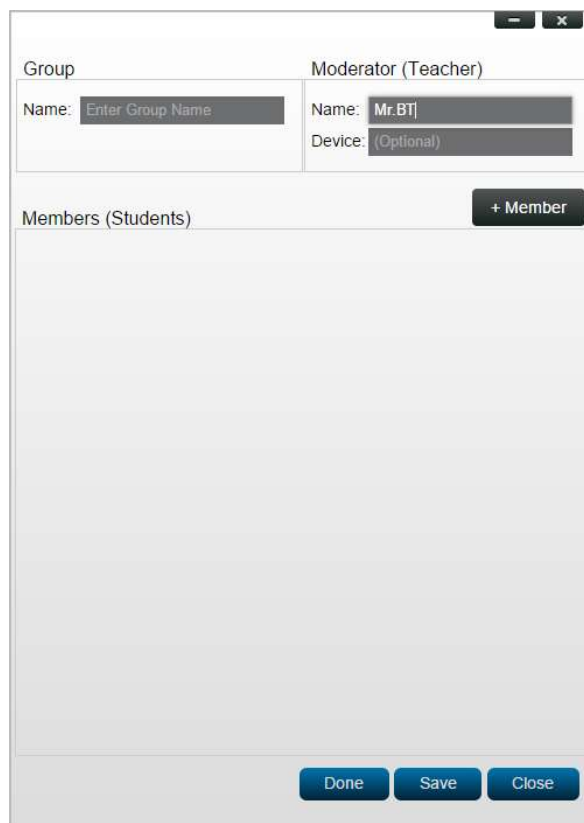 Group
Name: Enter Group Name
Moderator (Teacher)
Name: Mr.BT
Device: (Optional)
Members (Students)
+ Member
Done Save Close